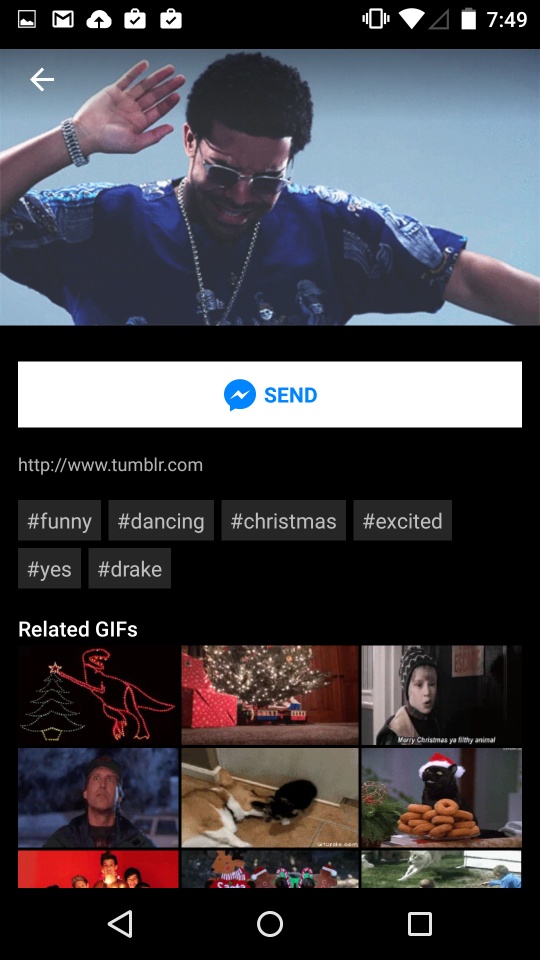 7:49
SEND
http://www.tumblr.com
#funny #dancing #christmas #excited
#yes #drake
Related GIFs
Merry Christmas ya filthy animal
Santa